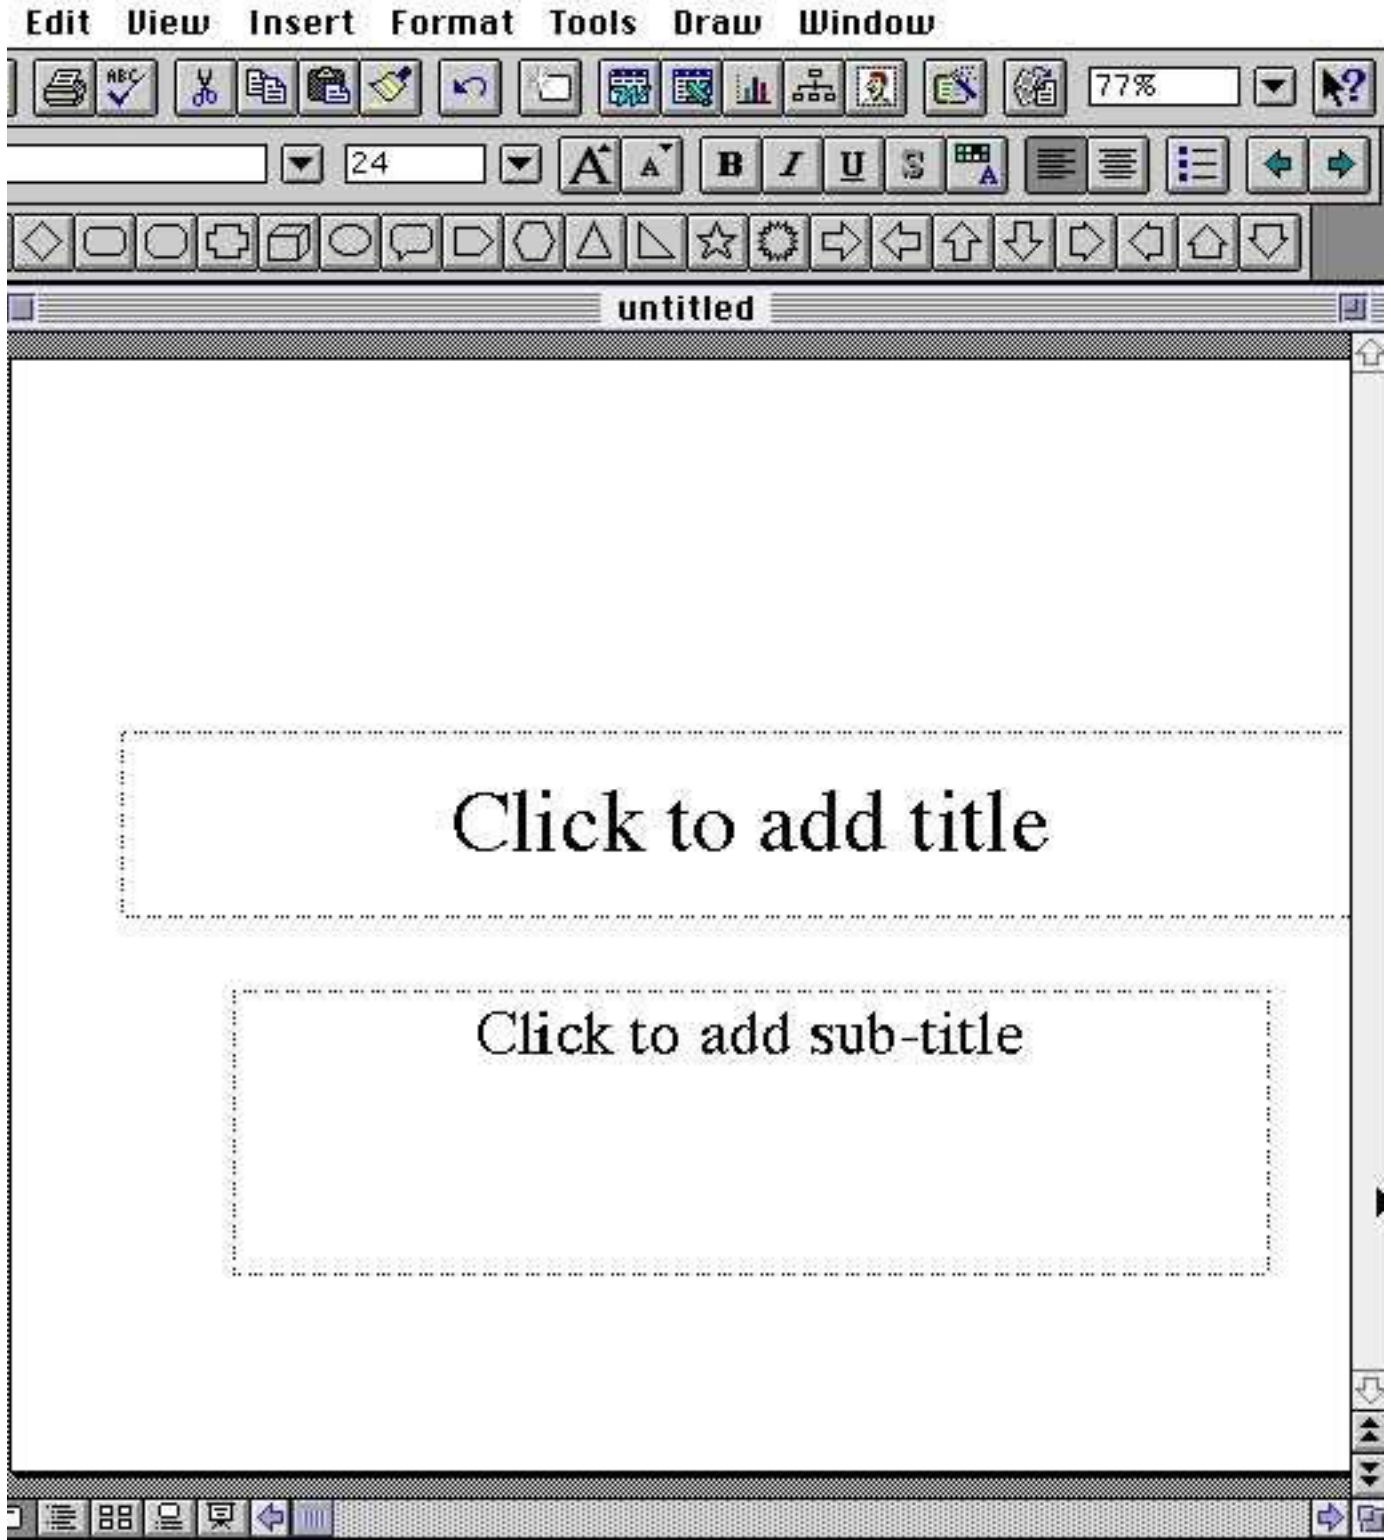 Edit View Insert Format Tools Draw Window
ABC 77% ?
24 A A B I U S A
untitled
Click to add title
Click to add sub-title